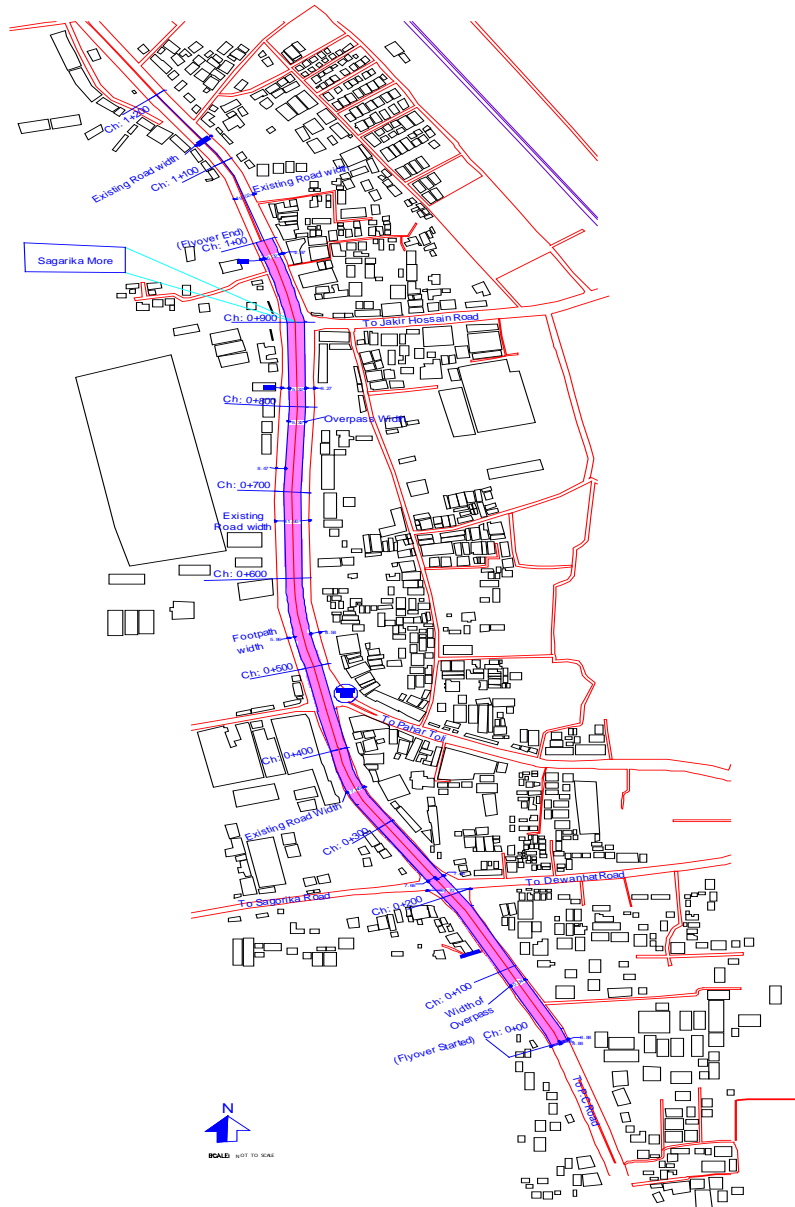 Ch: 1+200
Existing Road width
Ch: 1+100
Existing Road width
(Flyover End)
Ch: 1+00
Sagarika More
Ch: 0+900
To Jakir Hossain Road
Ch: 0+800
Overpass Width
Ch: 0+700
Existing
Road width
Ch: 0+600
Footpath
width
Ch: 0+500
To Pahar Toli
Ch: 0+400
Existing Road Width
Ch: 0+300
To Dewanhat Road
To Sagorika Road
Ch: 0+200
Ch: 0+100
Width of
Overpass
Ch: 0+00
(Flyover Started)
To P.C Road
N
SCALE: NOT TO SCALE